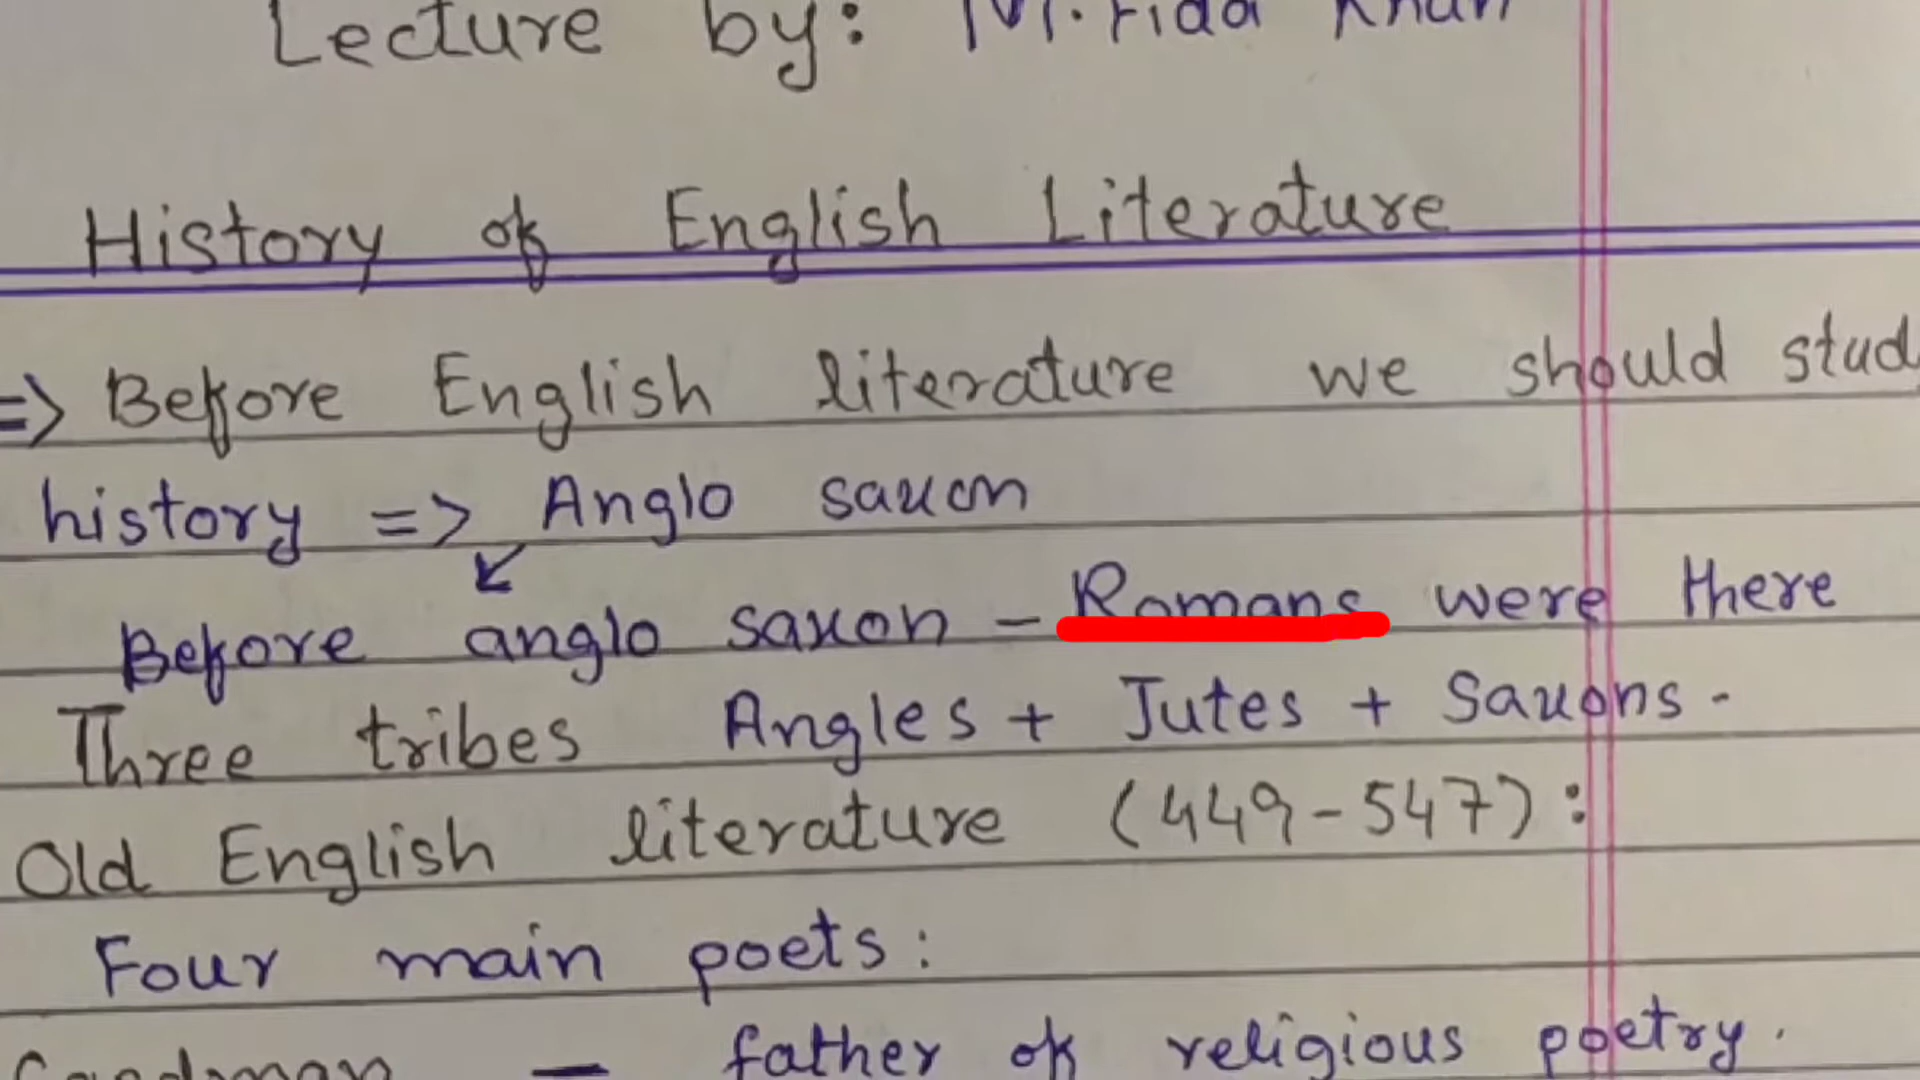 Lecture by: M. Fida Khan
History of English Literature
=> Before English literature we should stud
history => Anglo saxon
Before anglo saxon - Romans were there
Three tribes Angles + Jutes + Saxons.
Old English literature (449-547):
Four main poets:
- father of religious poetry.